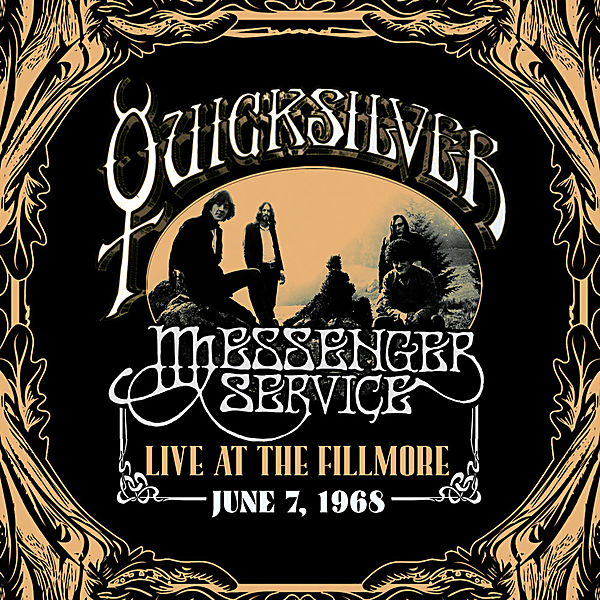 QUICKSILVER
MESSENGER
SERVICE
LIVE AT THE FILLMORE
JUNE 7, 1968